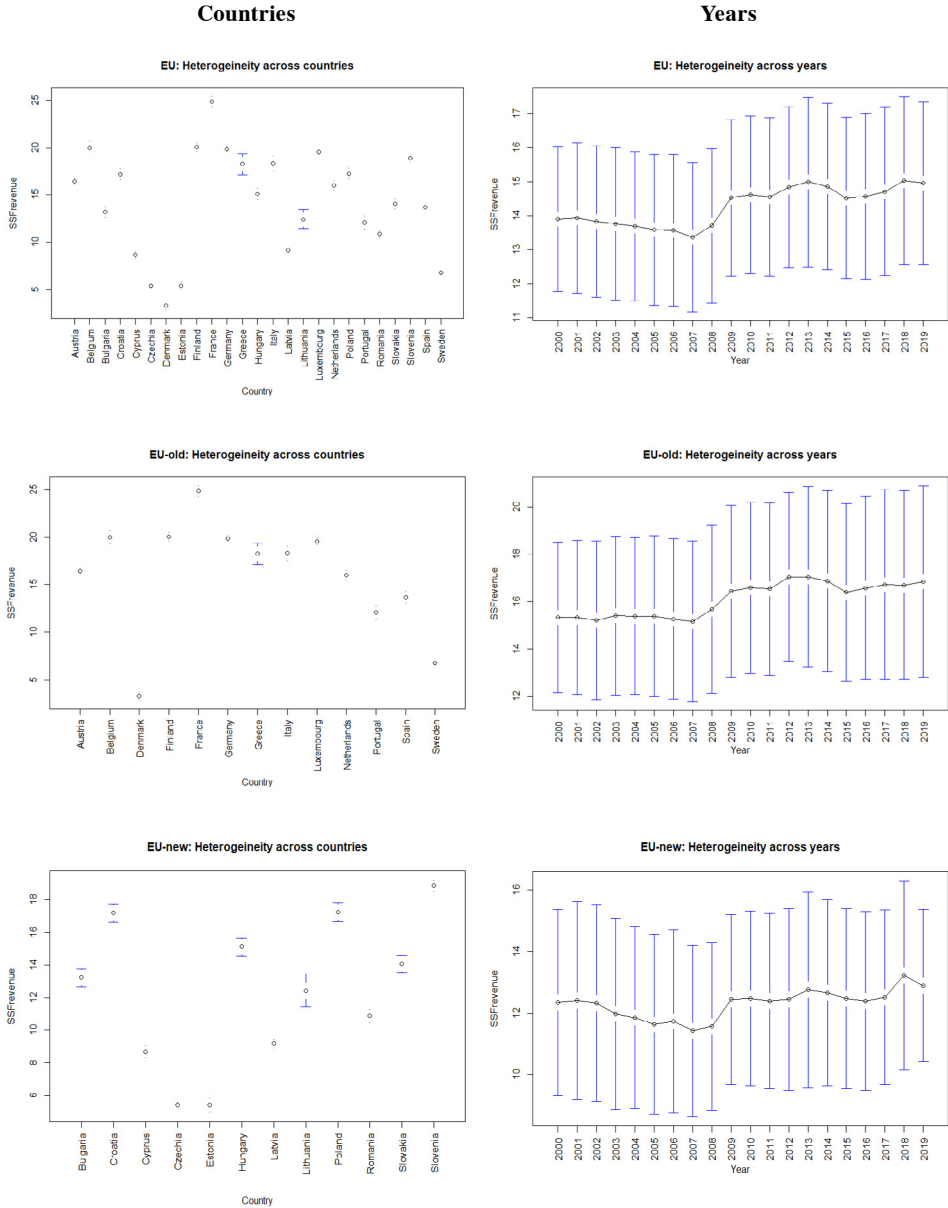 Countries
Years
EU: Heterogeineity across countries
SSFrevenue
25
20
15
10
5
Austria
Belgium
Bulgaria
Croatia
Cyprus
Czechia
Denmark
Estonia
Finland
France
Germany
Greece
Hungary
Italy
Latvia
Lithuania
Luxembourg
Netherlands
Poland
Portugal
Romania
Slovakia
Slovenia
Spain
Sweden
Country
EU: Heterogeineity across years
SSFrevenue
17
16
15
14
13
12
11
2000
2001
2002
2003
2004
2005
2006
2007
2008
2009
2010
2011
2012
2013
2014
2015
2016
2017
2018
2019
Year
EU-old: Heterogeineity across countries
SSFrevenue
25
20
15
10
5
Austria
Belgium
Denmark
Finland
France
Germany
Greece
Italy
Luxembourg
Netherlands
Portugal
Spain
Sweden
Country
EU-old: Heterogeineity across years
SSFrevenue
20
18
16
14
12
2000
2001
2002
2003
2004
2005
2006
2007
2008
2009
2010
2011
2012
2013
2014
2015
2016
2017
2018
2019
Year
EU-new: Heterogeineity across countries
SSFrevenue
18
16
14
12
10
8
6
Bulgaria
Croatia
Cyprus
Czechia
Estonia
Hungary
Latvia
Lithuania
Poland
Romania
Slovakia
Slovenia
Country
EU-new: Heterogeineity across years
SSFrevenue
16
14
12
10
2000
2001
2002
2003
2004
2005
2006
2007
2008
2009
2010
2011
2012
2013
2014
2015
2016
2017
2018
2019
Year